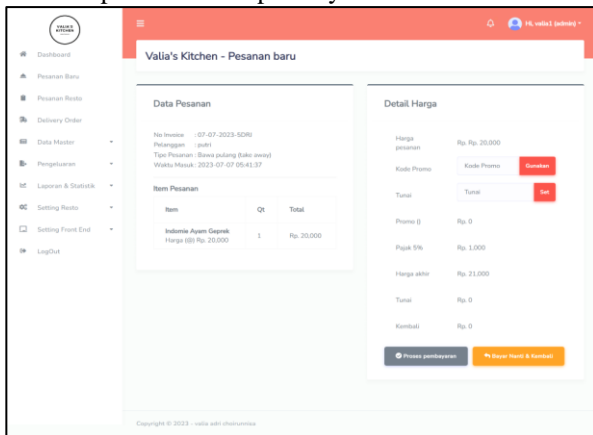 VALIA'S
KITCHEN
Hi, valia1 (admin)
Dashboard
Pesanan Baru
Pesanan Resto
Delivery Order
Data Master
Pengeluaran
Laporan & Statistik
Setting Resto
Setting Front End
LogOut
Valia's Kitchen - Pesanan baru
Data Pesanan
No Invoice : 07-07-2023-SDRJ
Pelanggan : putri
Tipe Pesanan : Bawa pulang (take away)
Waktu Masuk : 2023-07-07 05:41:37
Item Pesanan
Item Qt Total
Indomie Ayam Geprek
Harga (@) Rp. 20,000 1 Rp. 20,000
Detail Harga
Harga pesanan Rp. Rp. 20,000
Kode Promo Kode Promo Gunakan
Tunai Tunai Set
Promo () Rp. 0
Pajak 5% Rp. 1,000
Harga akhir Rp. 21,000
Tunai Rp. 0
Kembali Rp. 0
Proses pembayaran Bayar Nanti & Kembali
Copyright © 2023 - valia adri choirunnisa